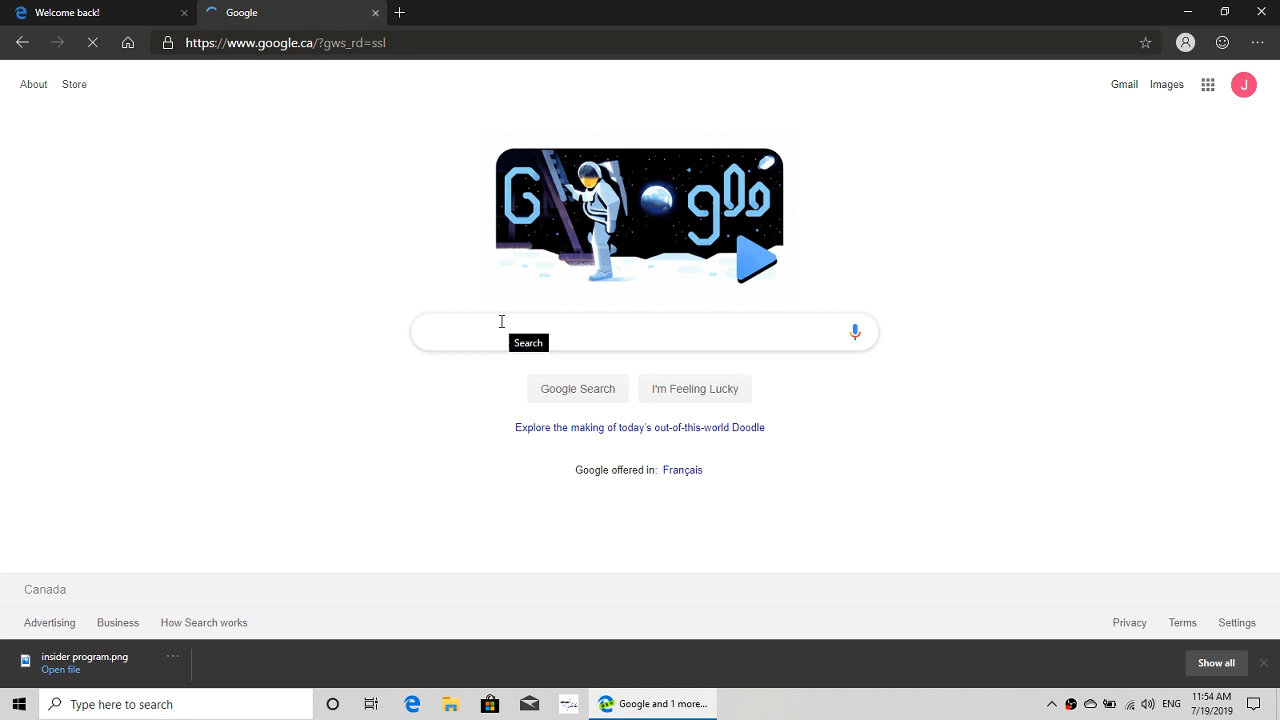 Welcome back!
Google
https://www.google.ca/?gws_rd=ssl
About Store
Gmail Images J
Google
Search
Google Search I'm Feeling Lucky
Explore the making of today's out-of-this-world Doodle
Google offered in: Français
Canada
Advertising Business How Search works
Privacy Terms Settings
insider program.png
Open file
Show all
Type here to search
Google and 1 more...
ENG
11:54 AM
7/19/2019